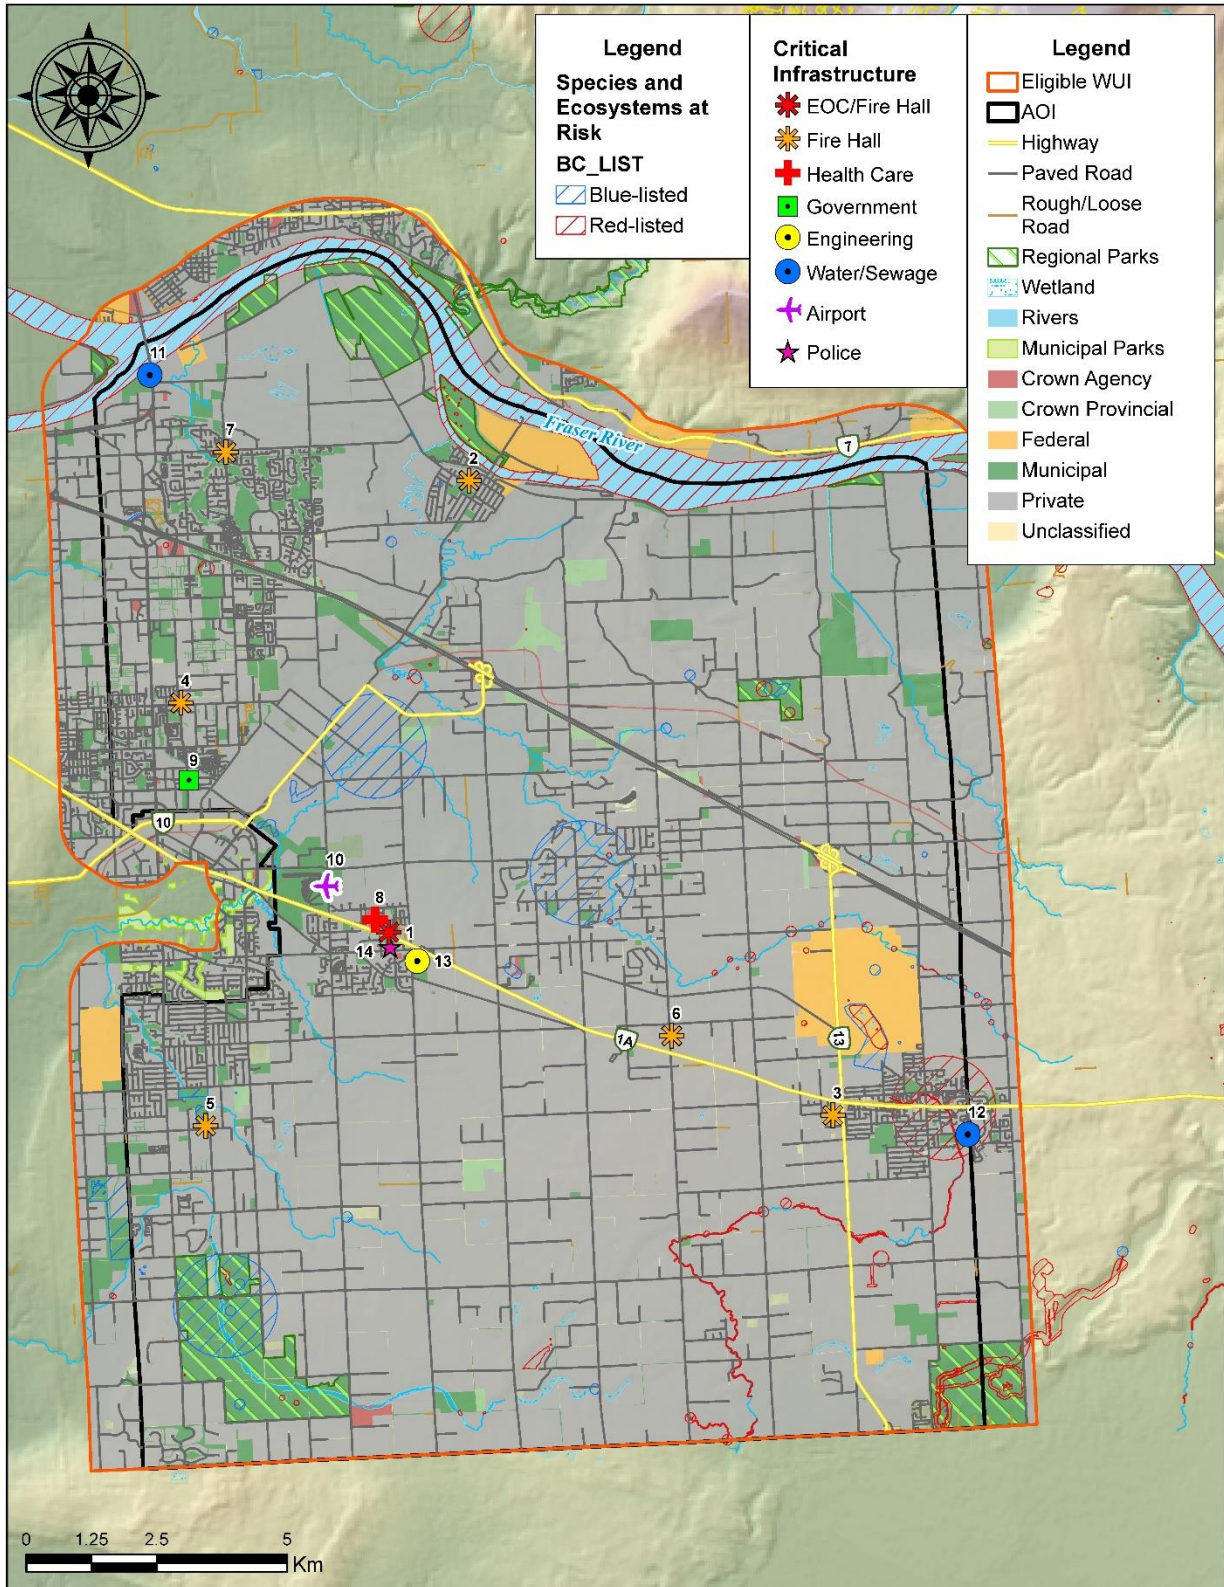 Legend
Species and
Ecosystems at
Risk
BC_LIST
Blue-listed
Red-listed
Critical
Infrastructure
EOC/Fire Hall
Fire Hall
Health Care
Government
Engineering
Water/Sewage
Airport
Police
Legend
Eligible WUI
AOI
Highway
Paved Road
Rough/Loose
Road
Regional Parks
Wetland
Rivers
Municipal Parks
Crown Agency
Crown Provincial
Federal
Municipal
Private
Unclassified
11
7
2
Fraser River
7
4
9
10
10
8
1
14
13
6
1A
13
3
12
5
0 1.25 2.5 5
Km